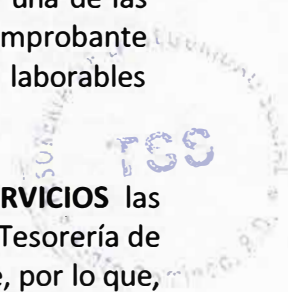 una de las
mprobante
laborables
TSS
RVICIOS las
Tesorería de
e, por lo que,